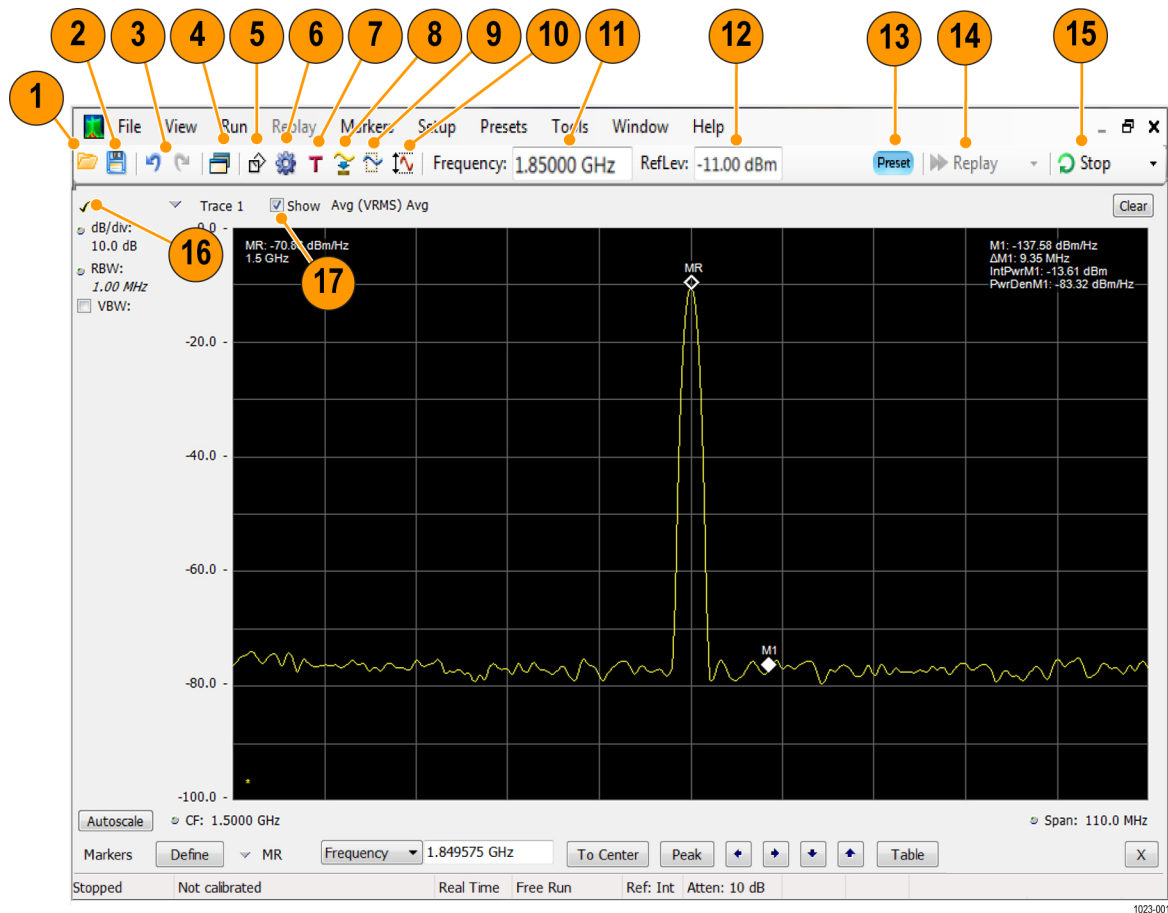 2 3 4 5 6 7 8 9 10 11 12 13 14 15
1
File View Run Replay Markers Setup Presets Tools Window Help
Frequency: 1.85000 GHz RefLev: -11.00 dBm Preset Replay Stop
Trace 1 Show Avg (VRMS) Avg Clear
dB/div:
10.0 dB
RBW:
1.00 MHz
VBW:
16
17
MR: -70.87 dBm/Hz
1.5 GHz
M1: -137.58 dBm/Hz
ΔM1: 9.35 MHz
IntPwrM1: -13.61 dBm
PwrDenM1: -83.32 dBm/Hz
MR
-20.0 -
-40.0 -
-60.0 -
M1
-80.0 -
-100.0 -
Autoscale CF: 1.5000 GHz Span: 110.0 MHz
Markers Define MR Frequency 1.849575 GHz To Center Peak Table X
Stopped Not calibrated Real Time Free Run Ref: Int Atten: 10 dB
1023-001